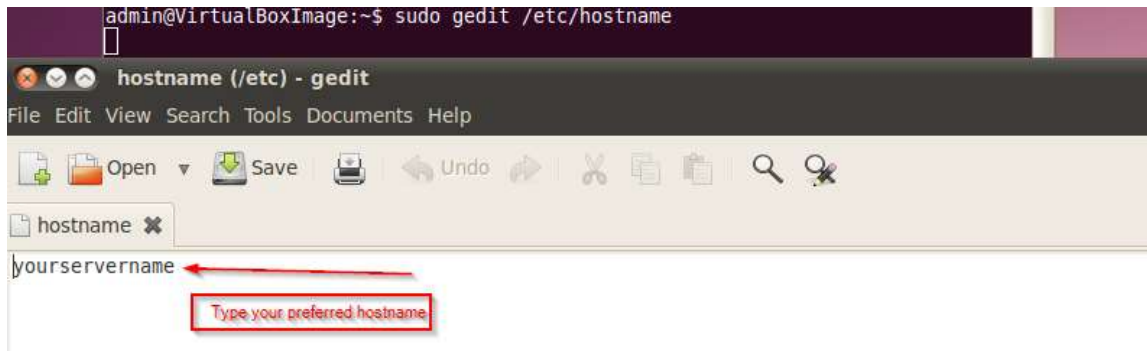 admin@VirtualBoxImage:~$ sudo gedit /etc/hostname
hostname (/etc) - gedit
File Edit View Search Tools Documents Help
Open Save Undo
hostname
yourservername
Type your preferred hostname